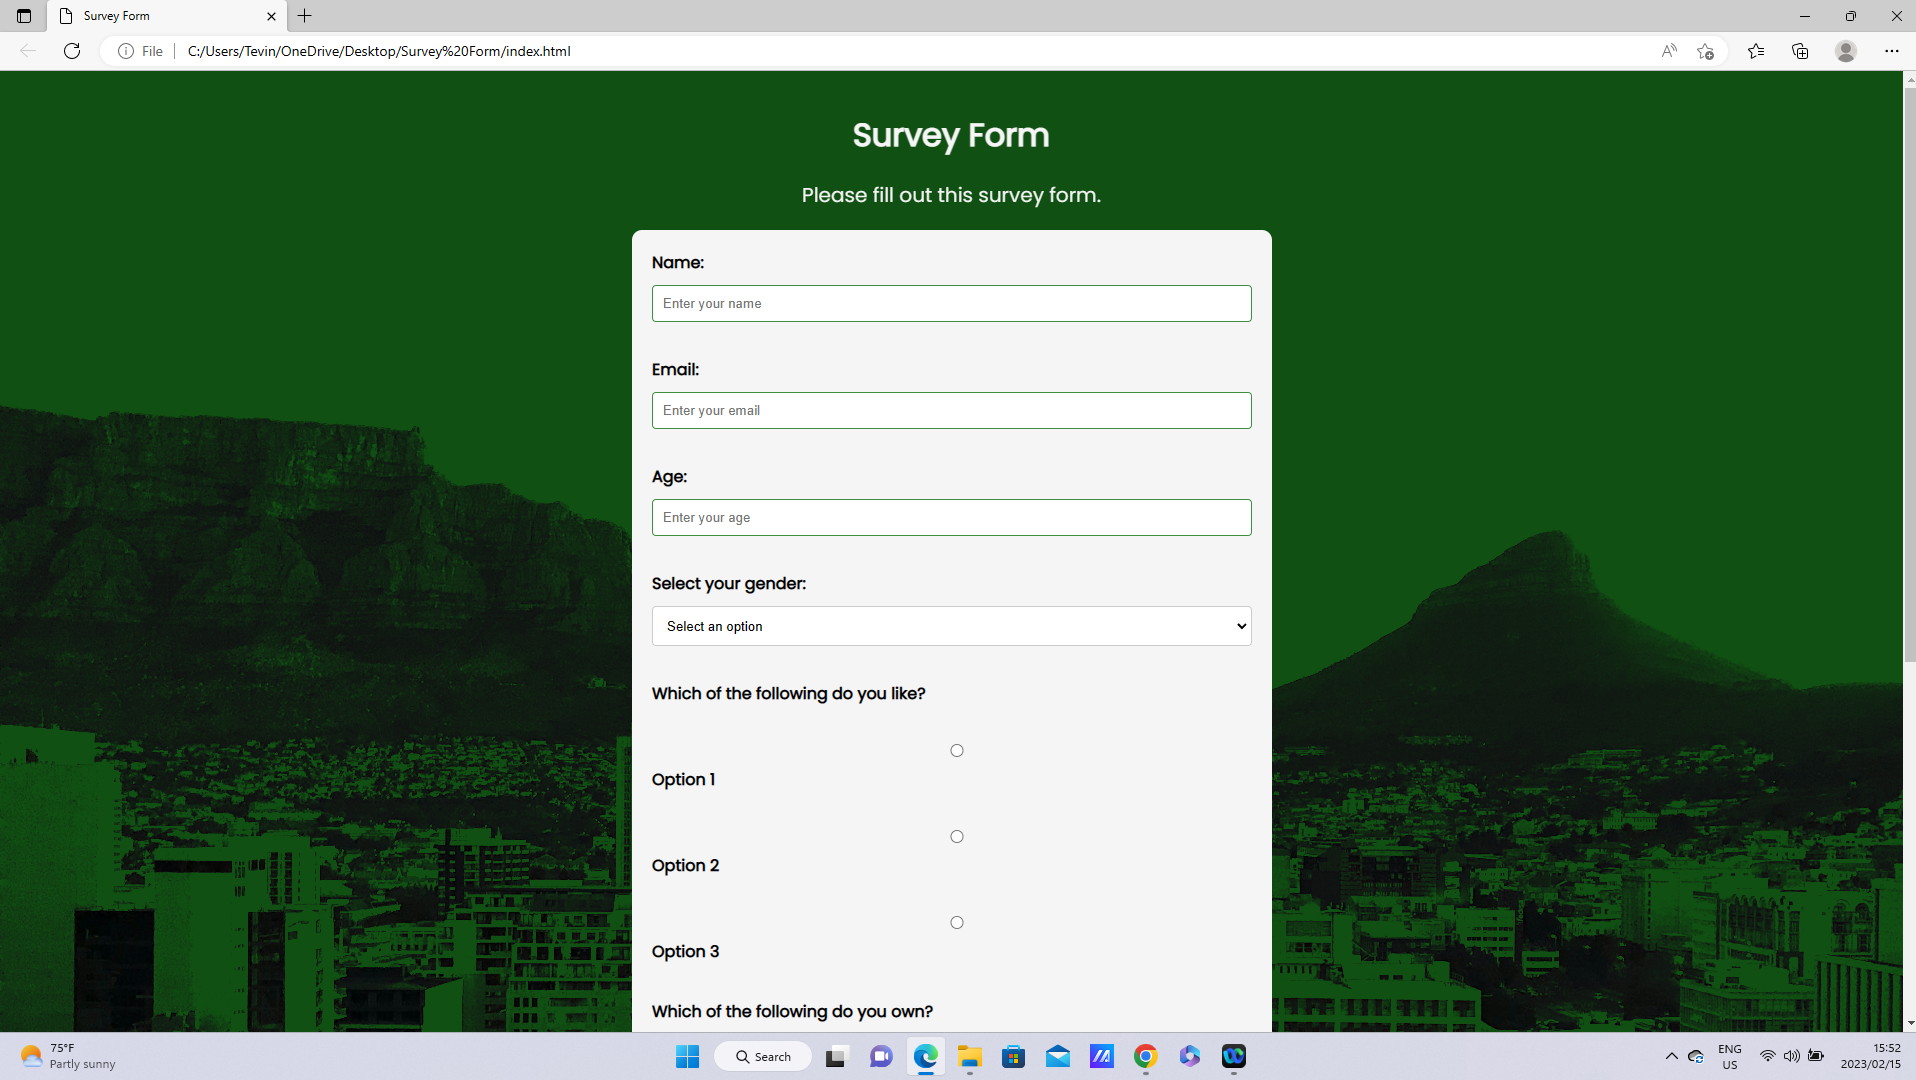 Survey Form
File
C:/Users/Tevin/OneDrive/Desktop/Survey%20Form/index.html
Survey Form
Please fill out this survey form.
Name:
Enter your name
Email:
Enter your email
Age:
Enter your age
Select your gender:
Select an option
Which of the following do you like?
Option 1
Option 2
Option 3
Which of the following do you own?
75°F
Partly sunny
Search
ENG
US
15:52
2023/02/15